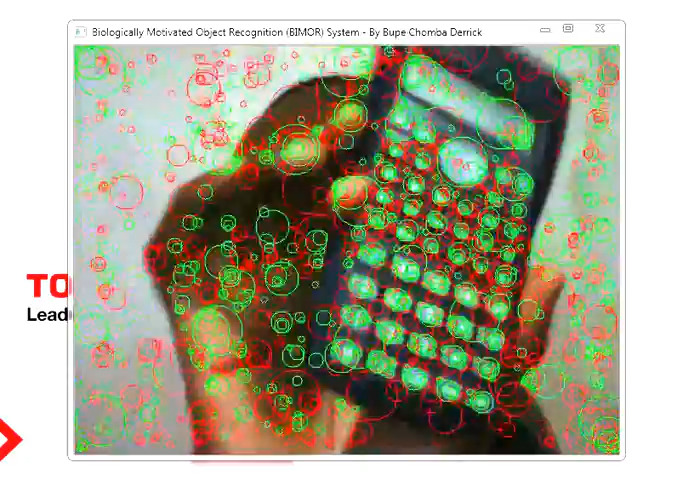 Biologically Motivated Object Recognition (BIMOR) System - By Bupe Chomba Derrick
TO
Lead